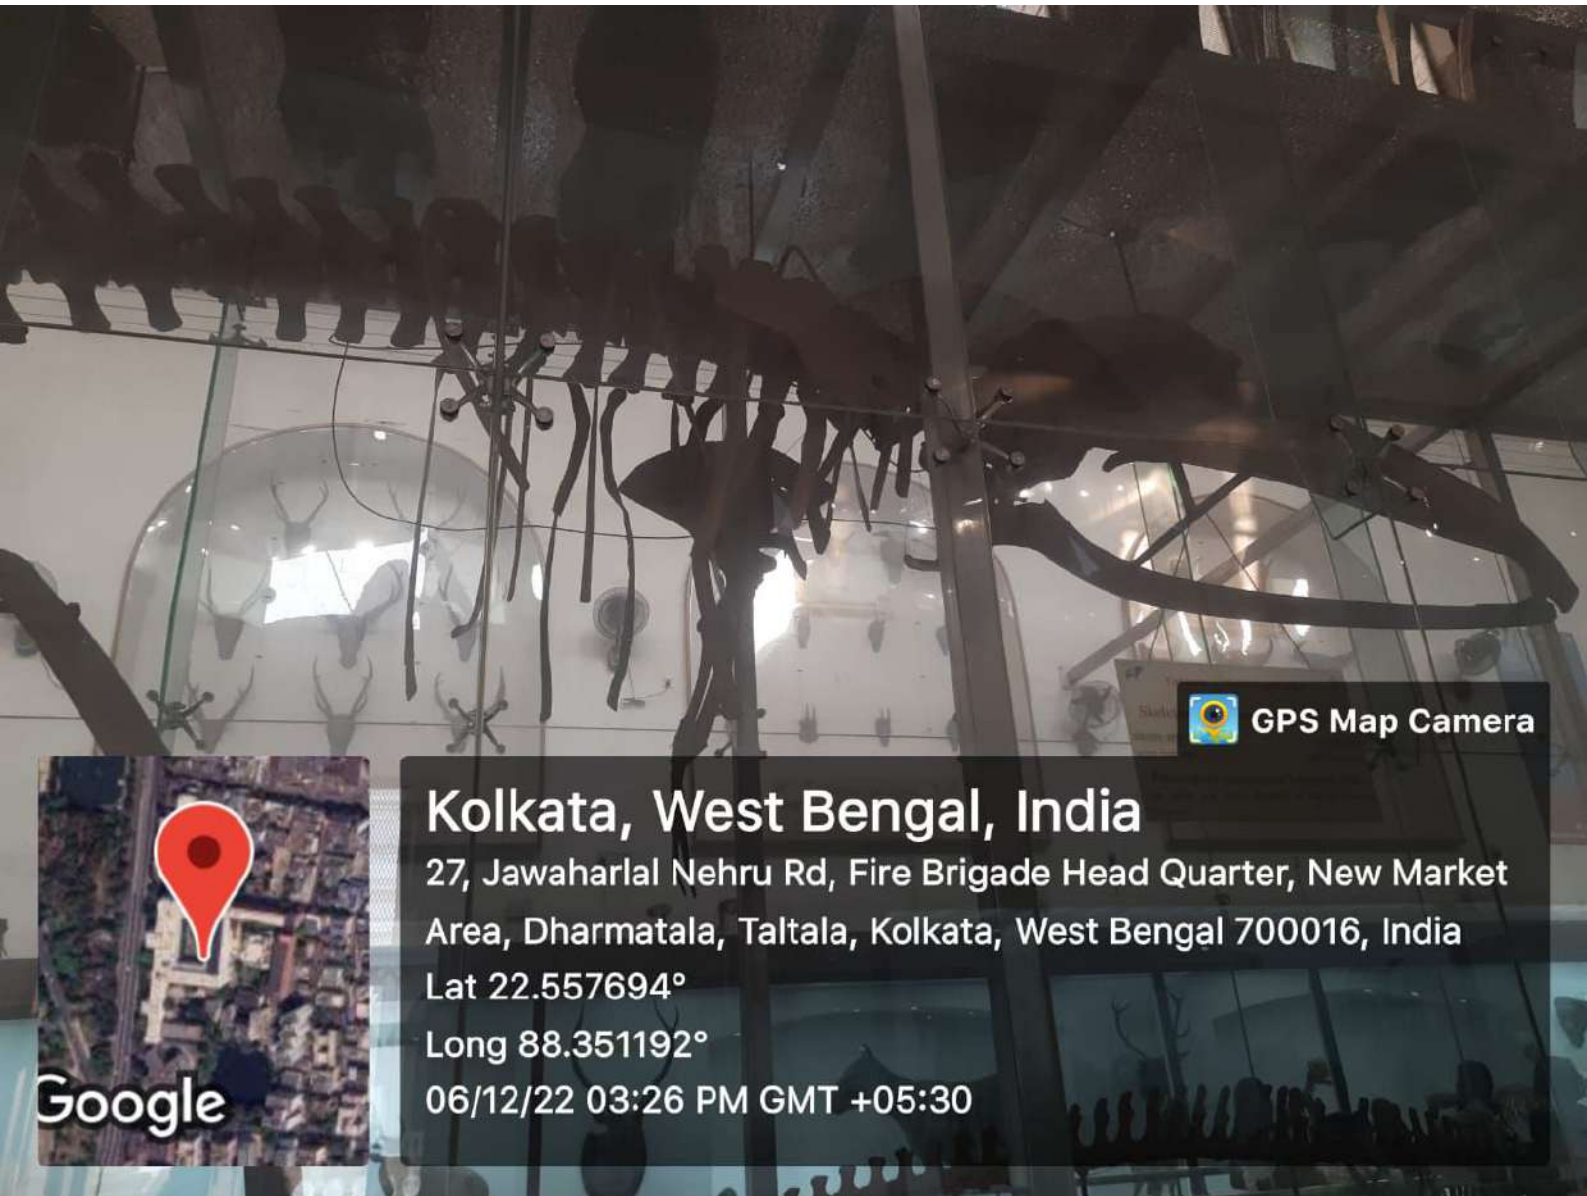 GPS Map Camera
Kolkata, West Bengal, India
27, Jawaharlal Nehru Rd, Fire Brigade Head Quarter, New Market
Area, Dharmatala, Taltala, Kolkata, West Bengal 700016, India
Lat 22.557694°
Long 88.351192°
06/12/22 03:26 PM GMT +05:30
Google